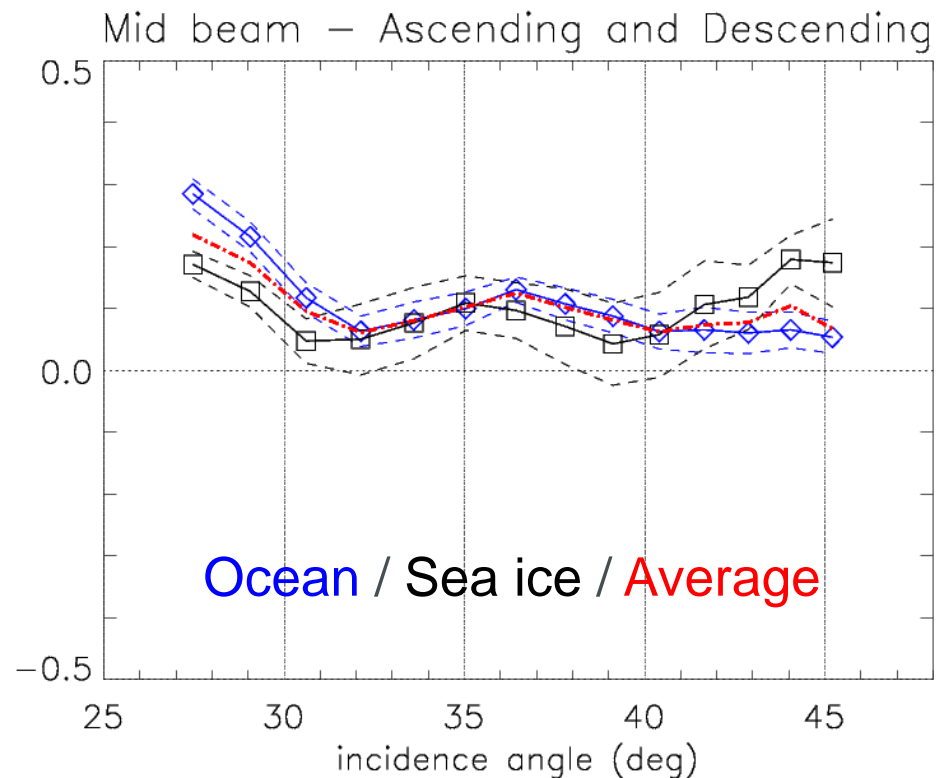 Mid beam – Ascending and Descending
0.5
0.0
Ocean / Sea ice / Average
−0.5
25 30 35 40 45
incidence angle (deg)